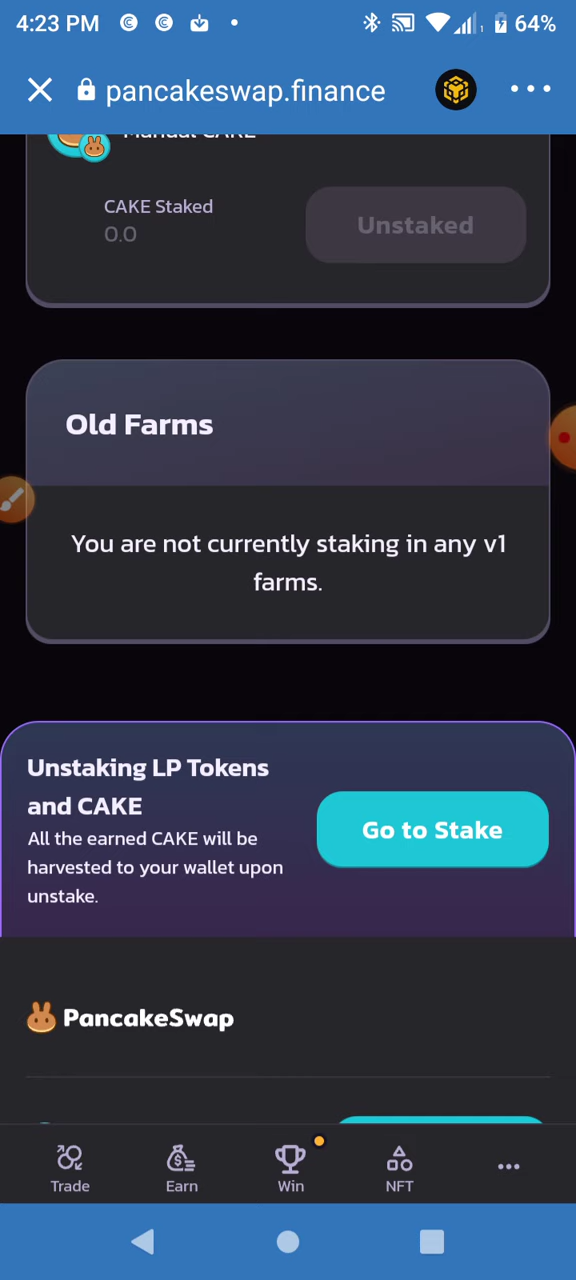 4:23 PM
64%
pancakeswap.finance
Manual CAKE
CAKE Staked
0.0
Unstaked
Old Farms
You are not currently staking in any v1
farms.
Unstaking LP Tokens
and CAKE
All the earned CAKE will be
harvested to your wallet upon
unstake.
Go to Stake
PancakeSwap
Trade
Earn
Win
NFT